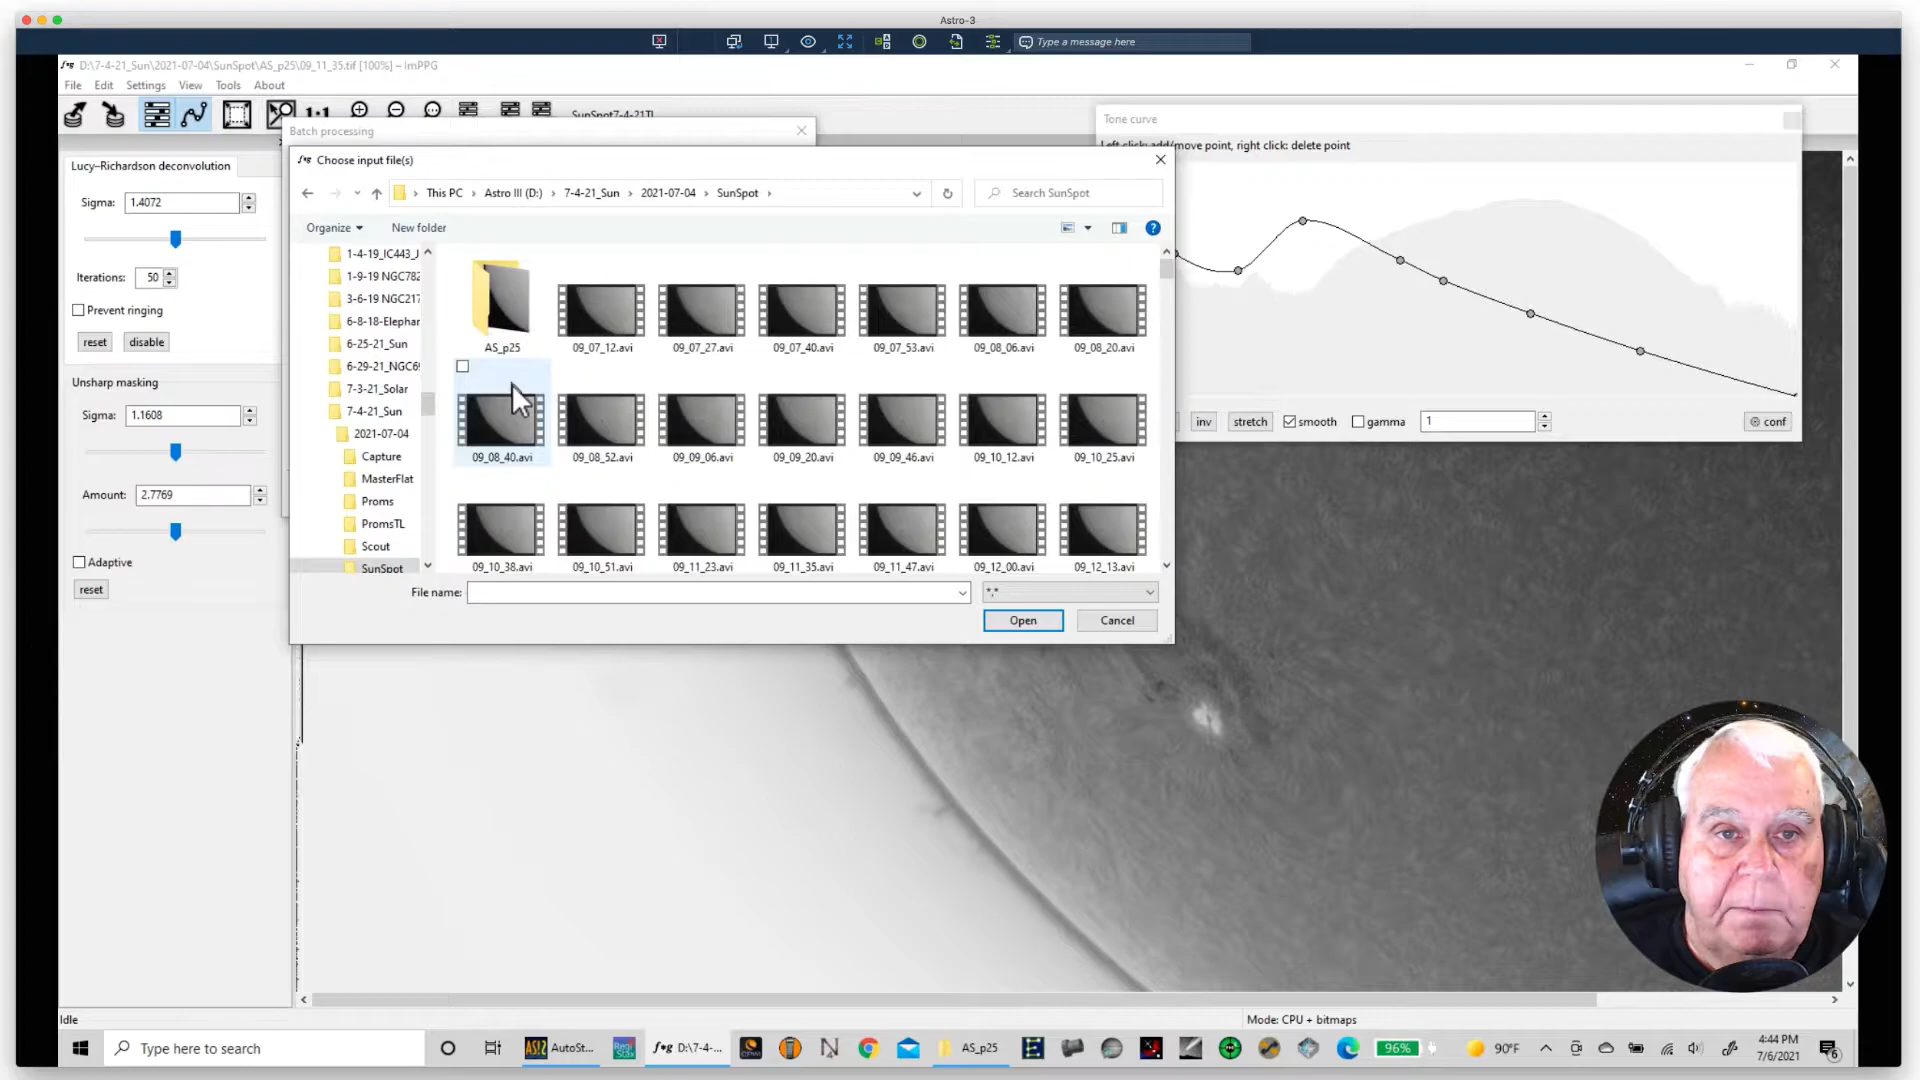 Astro-3
Type a message here
D:\7-4-21_Sun\2021-07-04\SunSpot\AS_p25\09_11_35.tif [100%] – ImPPG
File Edit Settings View Tools About
1:1
SunSpot7-4-21TL
Batch processing
Tone curve
Left click: add/move point, right click: delete point
Choose input file(s)
This PC › Astro III (D:) › 7-4-21_Sun › 2021-07-04 › SunSpot ›
Search SunSpot
Organize New folder
Lucy–Richardson deconvolution
Sigma: 1.4072
Iterations: 50
Prevent ringing
reset disable
Unsharp masking
Sigma: 1.1608
Amount: 2.7769
Adaptive
reset
1-4-19_IC443_J
1-9-19 NGC782
3-6-19 NGC217
6-8-18-Elephan
6-25-21_Sun
6-29-21_NGC69
7-3-21_Solar
7-4-21_Sun
2021-07-04
Capture
MasterFlat
Proms
PromsTL
Scout
SunSpot
AS_p25 09_07_12.avi 09_07_27.avi 09_07_40.avi 09_07_53.avi 09_08_06.avi 09_08_20.avi
09_08_40.avi 09_08_52.avi 09_09_06.avi 09_09_20.avi 09_09_46.avi 09_10_12.avi 09_10_25.avi
09_10_38.avi 09_10_51.avi 09_11_23.avi 09_11_35.avi 09_11_47.avi 09_12_00.avi 09_12_13.avi
File name: *.*
Open Cancel
inv stretch smooth gamma 1 conf
Idle
Mode: CPU + bitmaps
Type here to search
AutoSt...
D:\7-4-...
AS_p25
96%
90°F
4:44 PM
7/6/2021
6